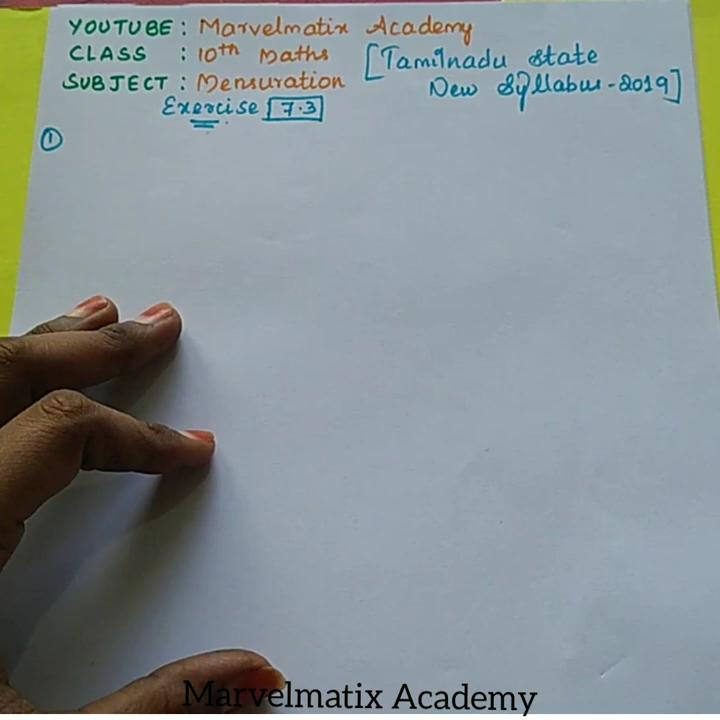 YOUTUBE : Marvelmatix Academy
CLASS : 10th Maths [Tamilnadu state
SUBJECT : Mensuration New Syllabus - 2019]
Exercise 7.3
①
Marvelmatix Academy